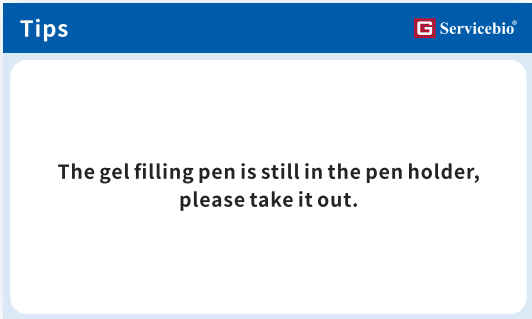 Tips
G Servicebio®
The gel filling pen is still in the pen holder,
please take it out.